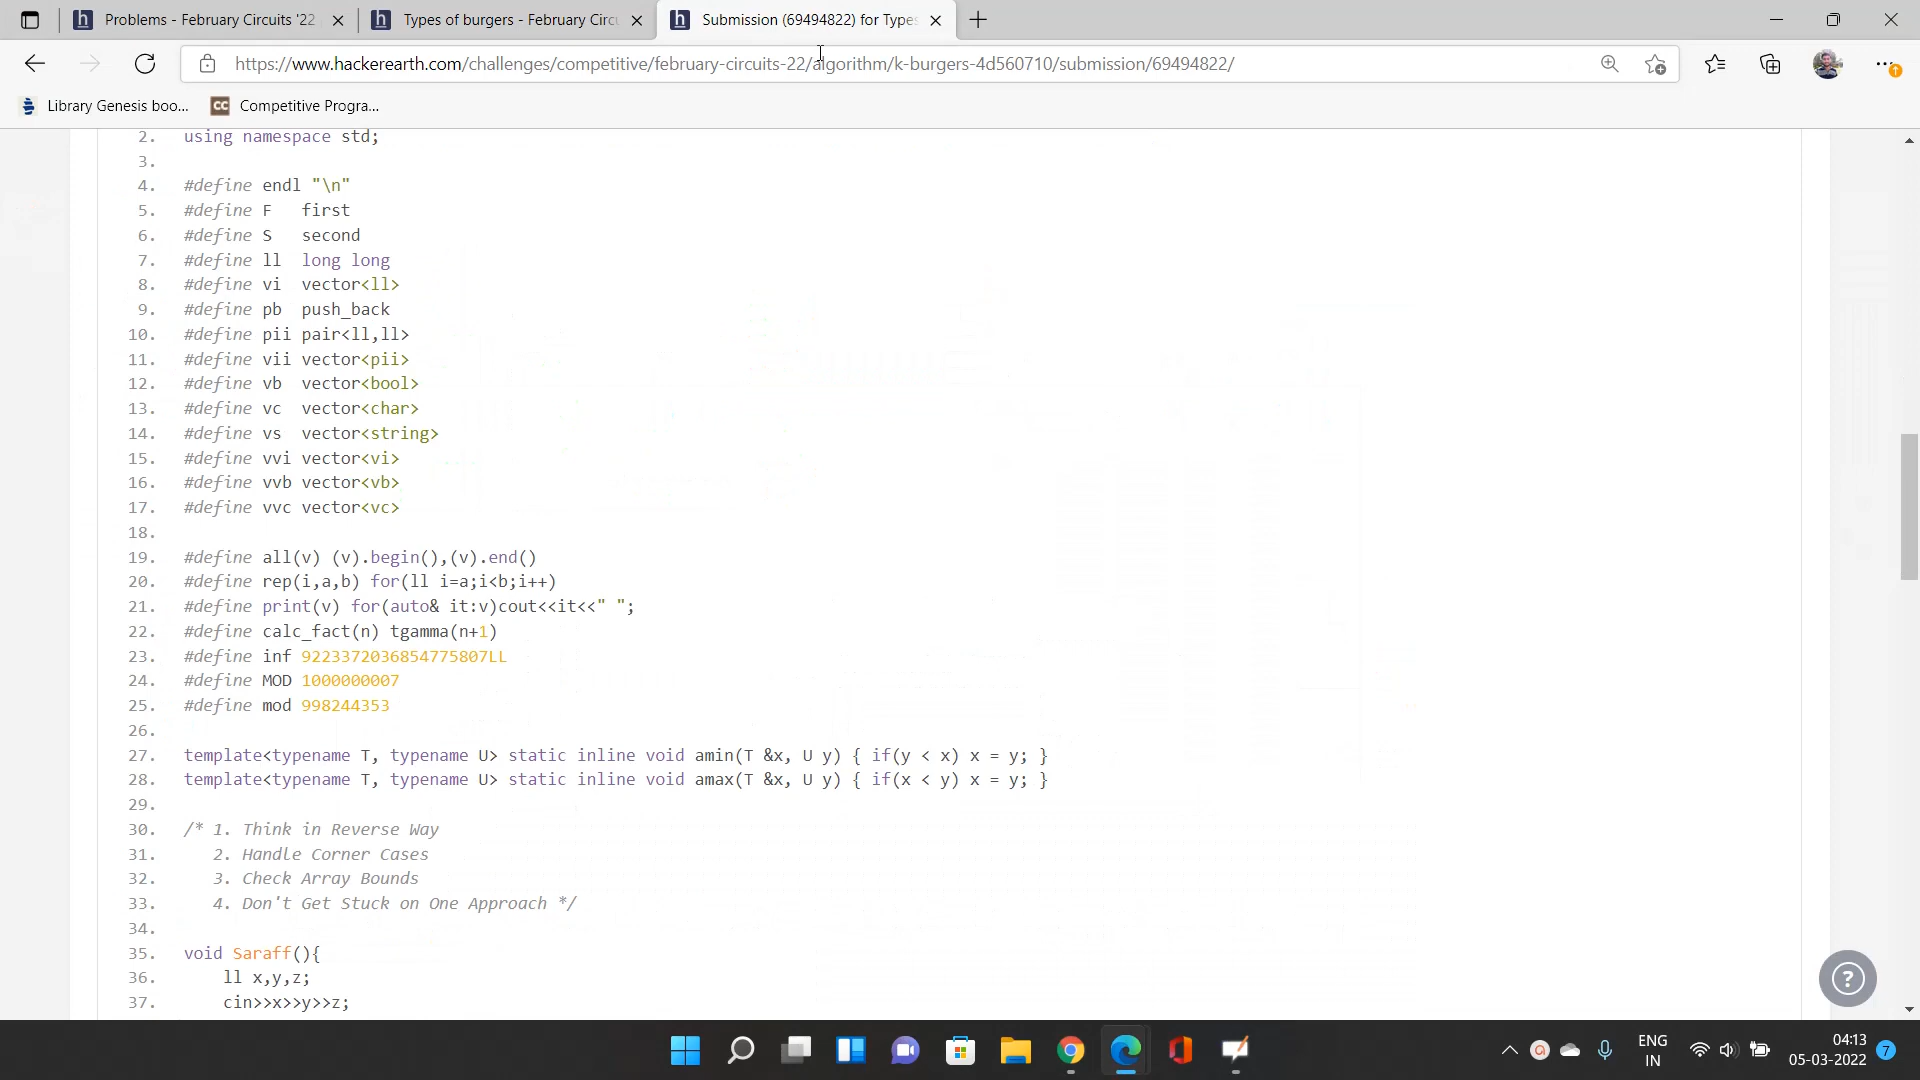 Problems - February Circuits '22
Types of burgers - February Circu
Submission (69494822) for Types
https://www.hackerearth.com/challenges/competitive/february-circuits-22/algorithm/k-burgers-4d560710/submission/69494822/
Library Genesis boo...
CC Competitive Progra...
2. using namespace std;
3.
4. #define endl "\n"
5. #define F first
6. #define S second
7. #define ll long long
8. #define vi vector<ll>
9. #define pb push_back
10. #define pii pair<ll,ll>
11. #define vii vector<pii>
12. #define vb vector<bool>
13. #define vc vector<char>
14. #define vs vector<string>
15. #define vvi vector<vi>
16. #define vvb vector<vb>
17. #define vvc vector<vc>
18.
19. #define all(v) (v).begin(),(v).end()
20. #define rep(i,a,b) for(ll i=a;i<b;i++)
21. #define print(v) for(auto& it:v)cout<<it<<" ";
22. #define calc_fact(n) tgamma(n+1)
23. #define inf 9223372036854775807LL
24. #define MOD 1000000007
25. #define mod 998244353
26.
27. template<typename T, typename U> static inline void amin(T &x, U y) { if(y < x) x = y; }
28. template<typename T, typename U> static inline void amax(T &x, U y) { if(x < y) x = y; }
29.
30. /* 1. Think in Reverse Way
31. 2. Handle Corner Cases
32. 3. Check Array Bounds
33. 4. Don't Get Stuck on One Approach */
34.
35. void Saraff(){
36. ll x,y,z;
37. cin>>x>>y>>z;
?
ENG
IN
04:13
05-03-2022
7